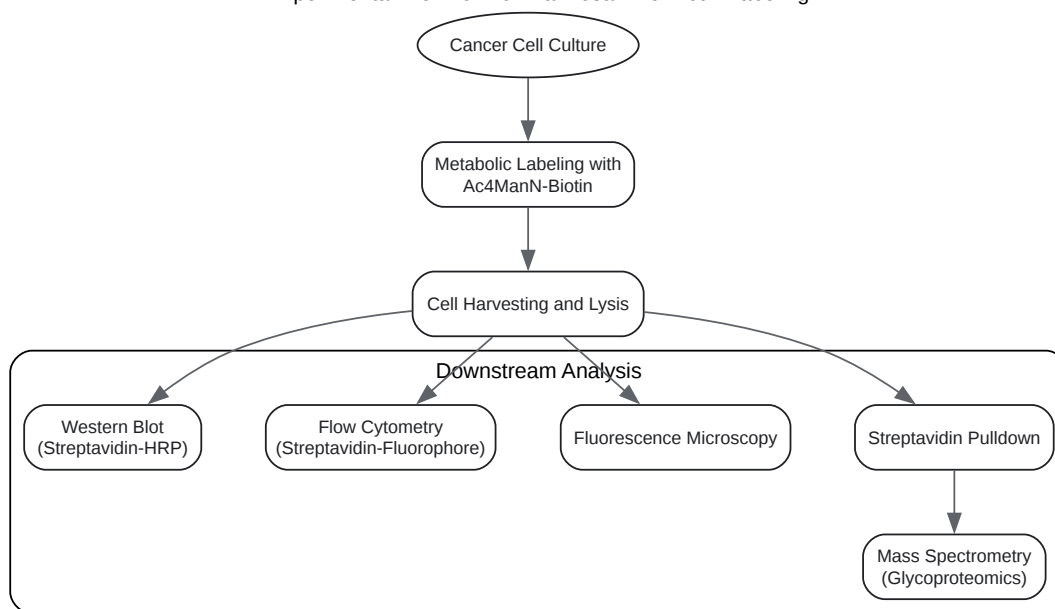 Cancer Cell Culture
Metabolic Labeling with
Ac4ManN-Biotin
Cell Harvesting and Lysis
Downstream Analysis
Western Blot
(Streptavidin-HRP)
Flow Cytometry
(Streptavidin-Fluorophore)
Fluorescence Microscopy
Streptavidin Pulldown
Mass Spectrometry
(Glycoproteomics)